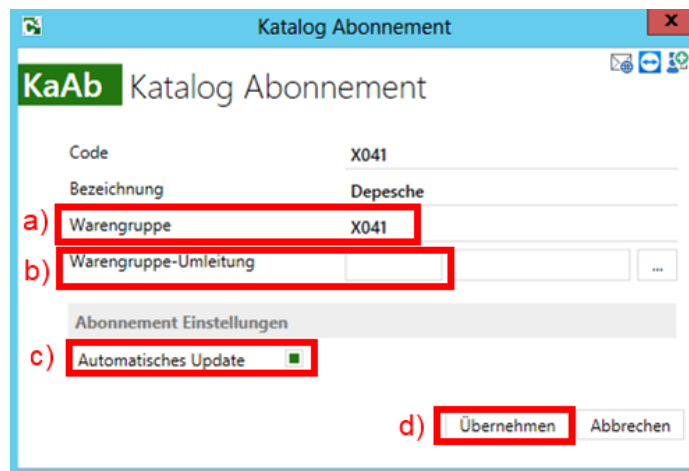 Katalog Abonnement
x
KaAb Katalog Abonnement
Code X041
Bezeichnung Depesche
a) Warengruppe X041
b) Warengruppe-Umleitung ...
Abonnement Einstellungen
c) Automatisches Update
d) Übernehmen Abbrechen